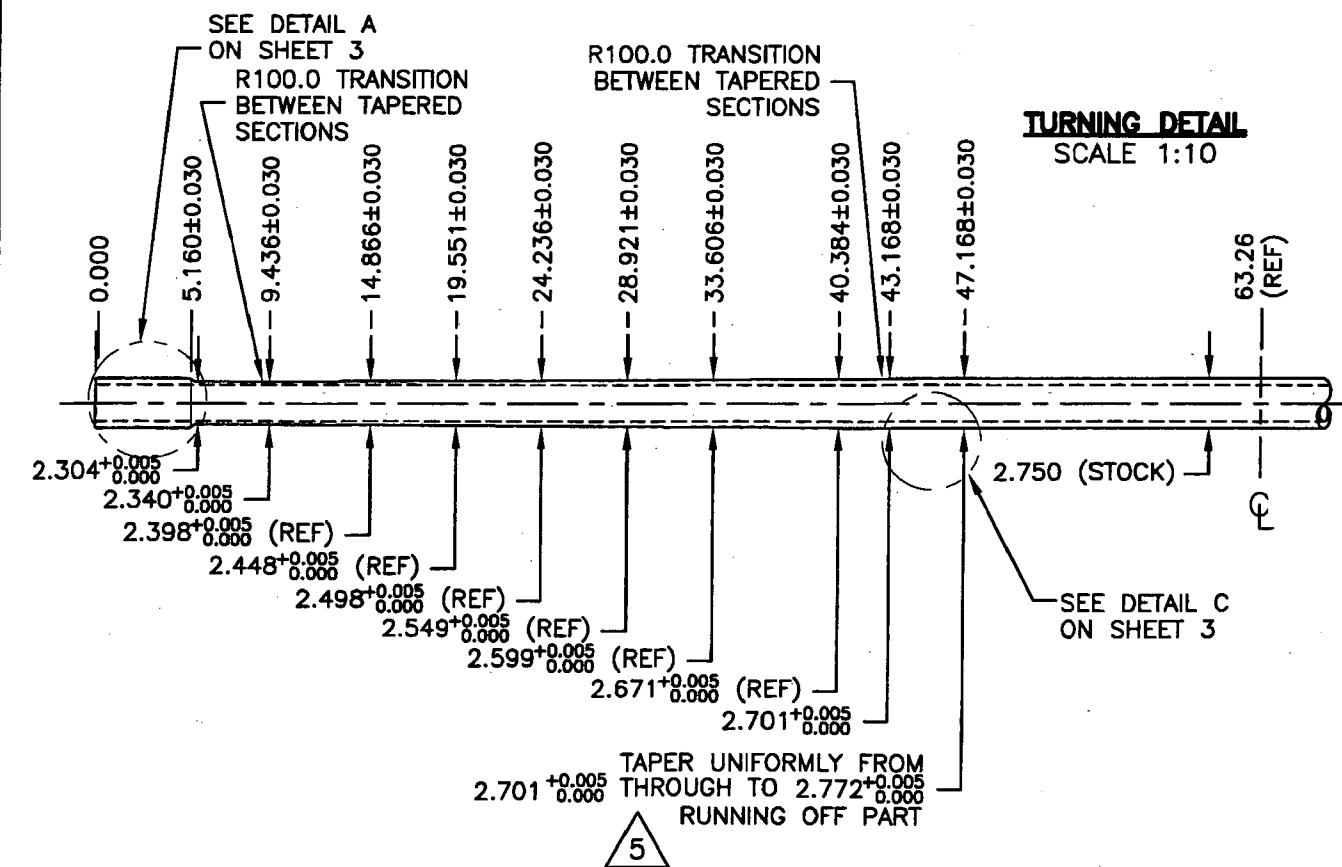 SEE DETAIL A
ON SHEET 3
R100.0 TRANSITION
BETWEEN TAPERED
SECTIONS
R100.0 TRANSITION
BETWEEN TAPERED
SECTIONS
TURNING DETAIL
SCALE 1:10
0.000
5.160±0.030
9.436±0.030
14.866±0.030
19.551±0.030
24.236±0.030
28.921±0.030
33.606±0.030
40.384±0.030
43.168±0.030
47.168±0.030
63.26
(REF)
2.304+0.005 0.000
2.340+0.005 0.000
2.398+0.005 0.000 (REF)
2.448+0.005 0.000 (REF)
2.498+0.005 0.000 (REF)
2.549+0.005 0.000 (REF)
2.599+0.005 0.000 (REF)
2.671+0.005 0.000 (REF)
2.701+0.005 0.000
2.750 (STOCK)
℄
SEE DETAIL C
ON SHEET 3
TAPER UNIFORMLY FROM
2.701 +0.005 0.000 THROUGH TO 2.772+0.005 0.000
RUNNING OFF PART
5